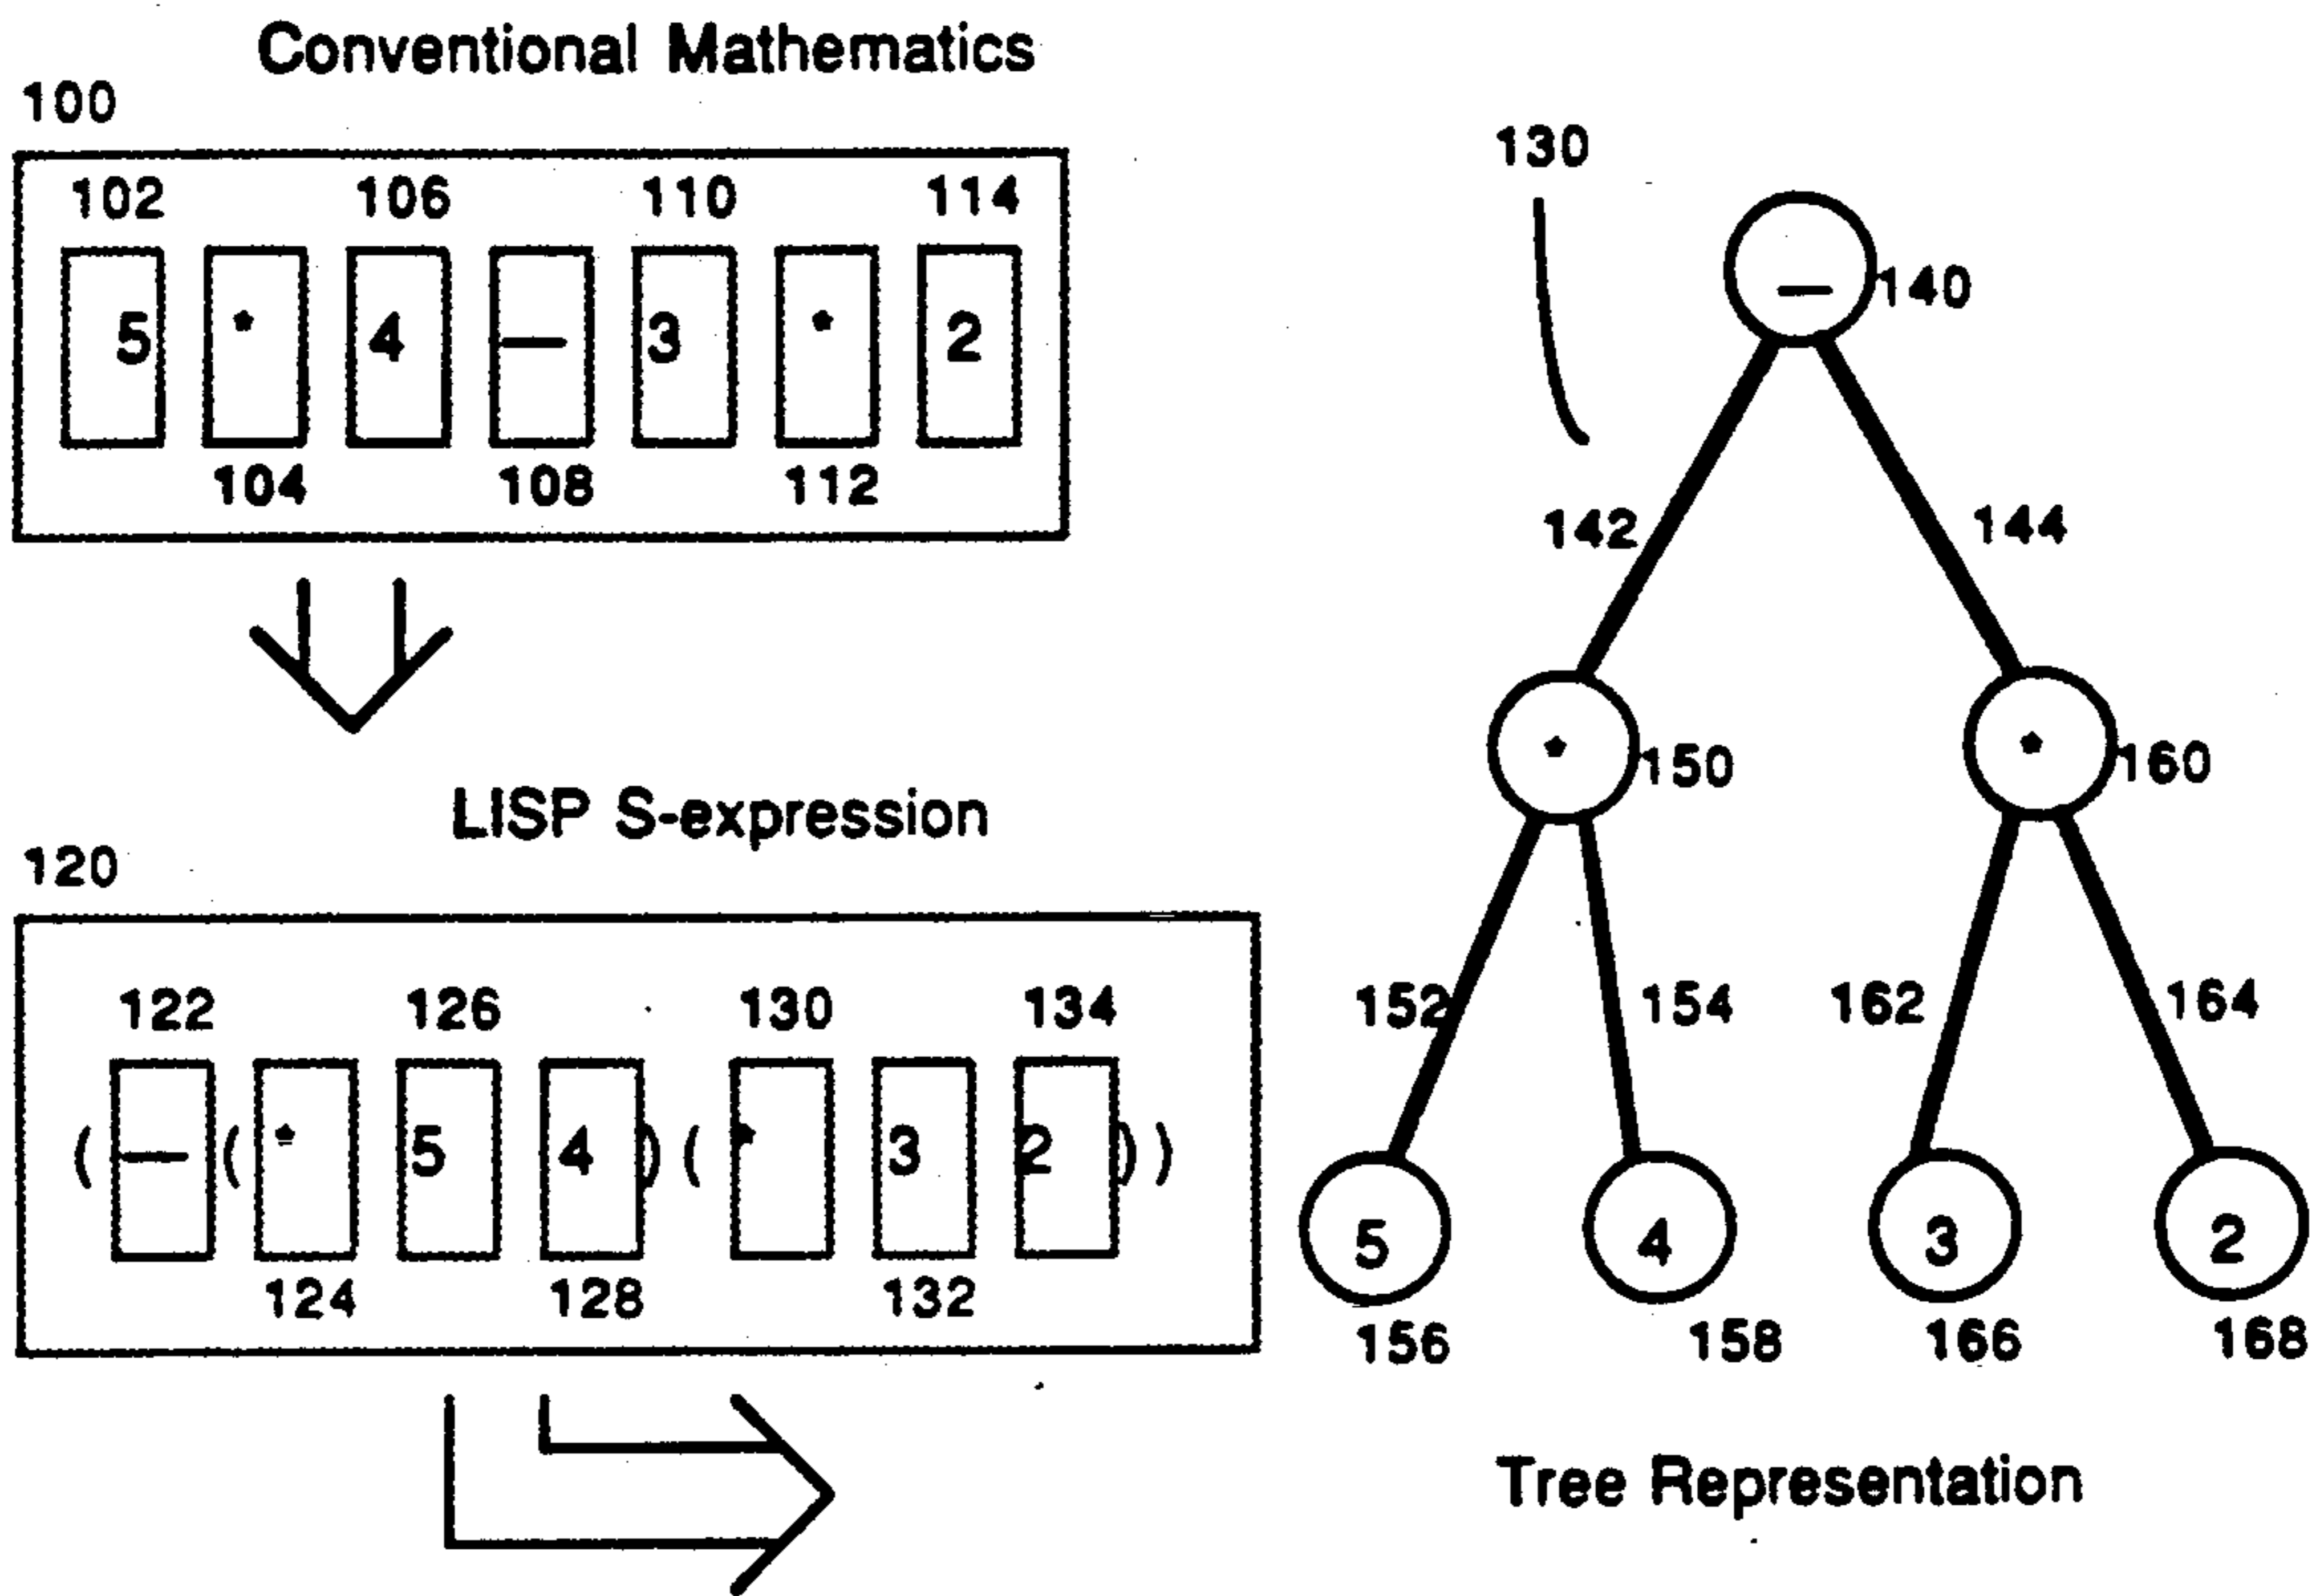 Conventional Mathematics
100
102 106 110 114
5 * 4 — 3 * 2
104 108 112
LISP S-expression
120
122 126 130 134
( — ( * 5 4 ) ( * 3 2 ) )
124 128 132
130
— 140
142 144
* 150 * 160
152 154 162 164
5 4 3 2
156 158 166 168
Tree Representation